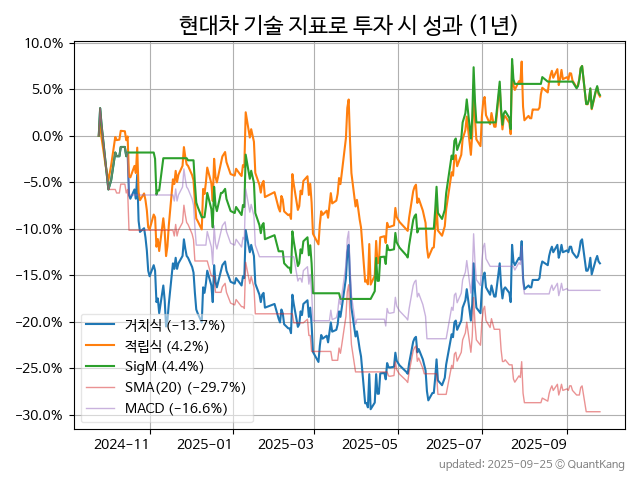 현대차 기술 지표로 투자 시 성과 (1년)
10.0%
5.0%
0.0%
−5.0%
−10.0%
−15.0%
−20.0%
−25.0%
−30.0%
거치식 (−13.7%)
적립식 (4.2%)
SigM (4.4%)
SMA(20) (−29.7%)
MACD (−16.6%)
2024-11 2025-01 2025-03 2025-05 2025-07 2025-09
updated: 2025-09-25 © QuantKang